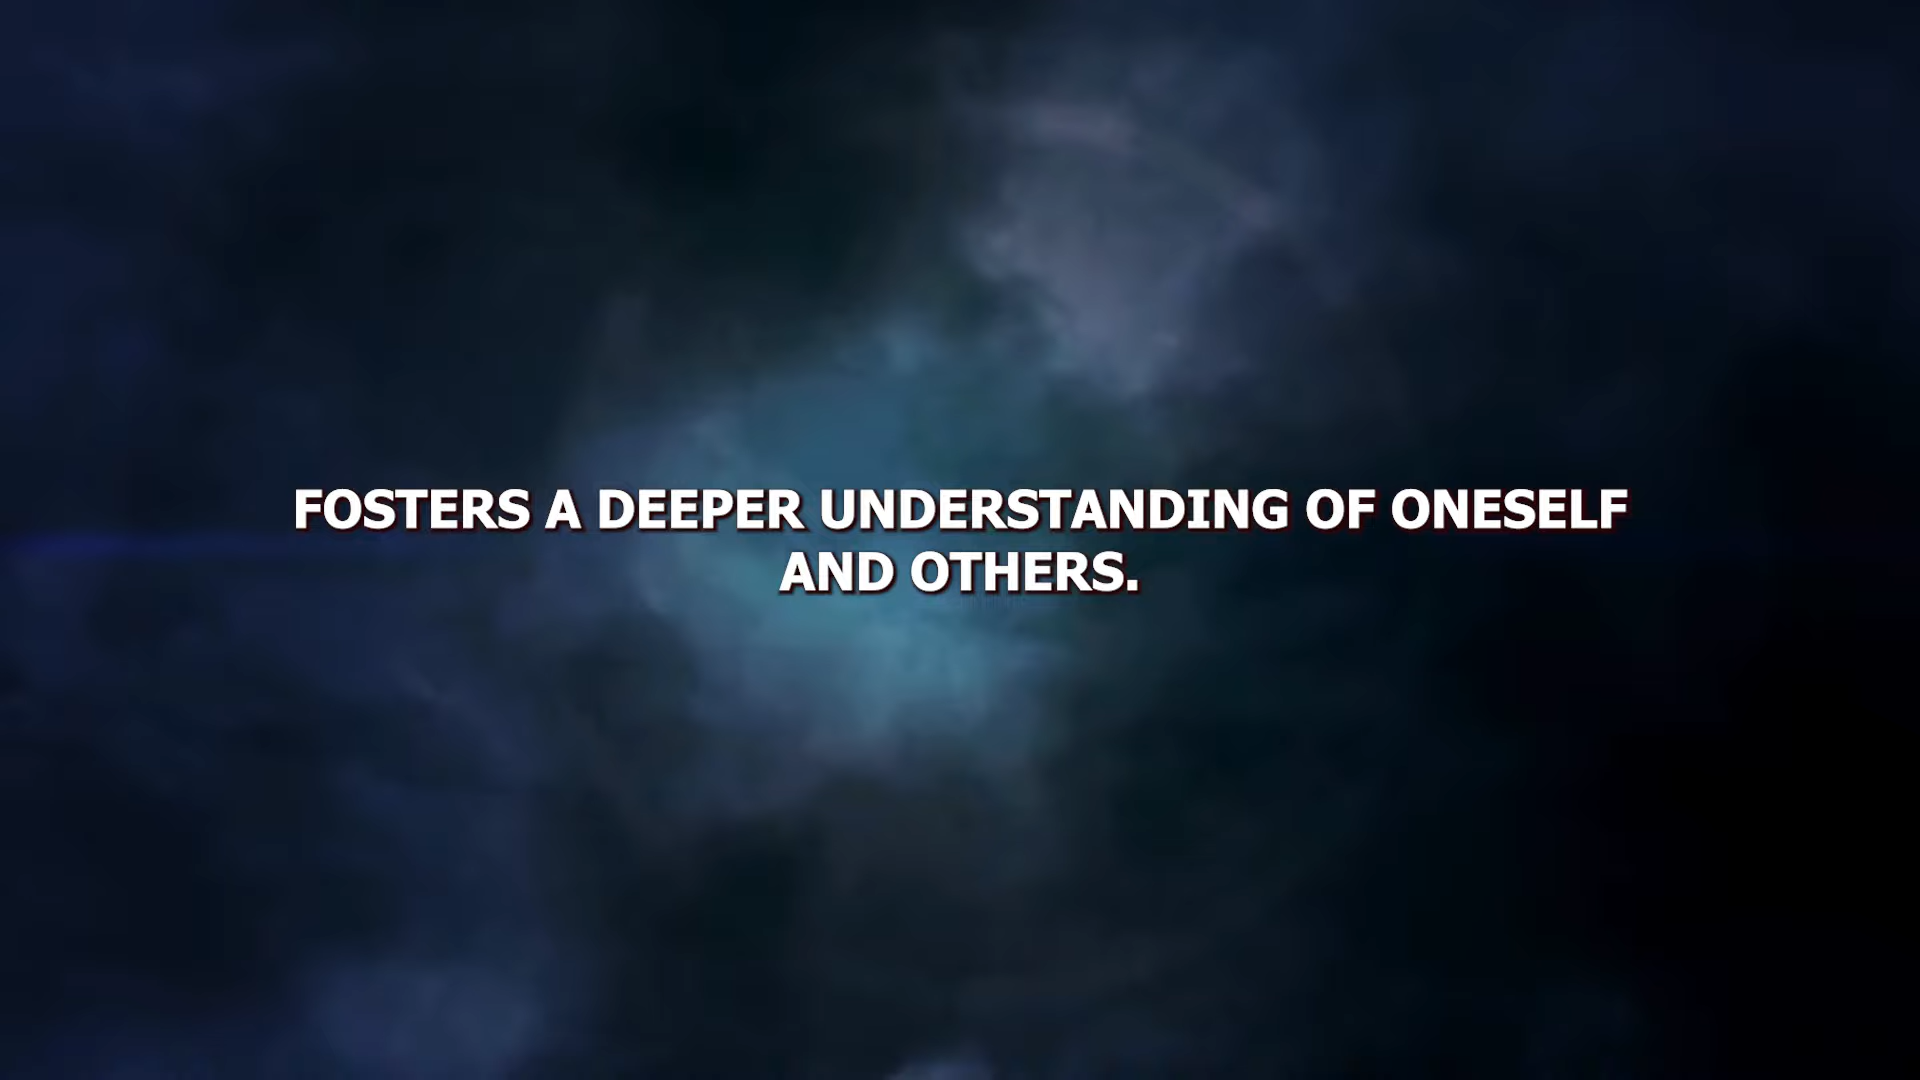 FOSTERS A DEEPER UNDERSTANDING OF ONESELF
AND OTHERS.